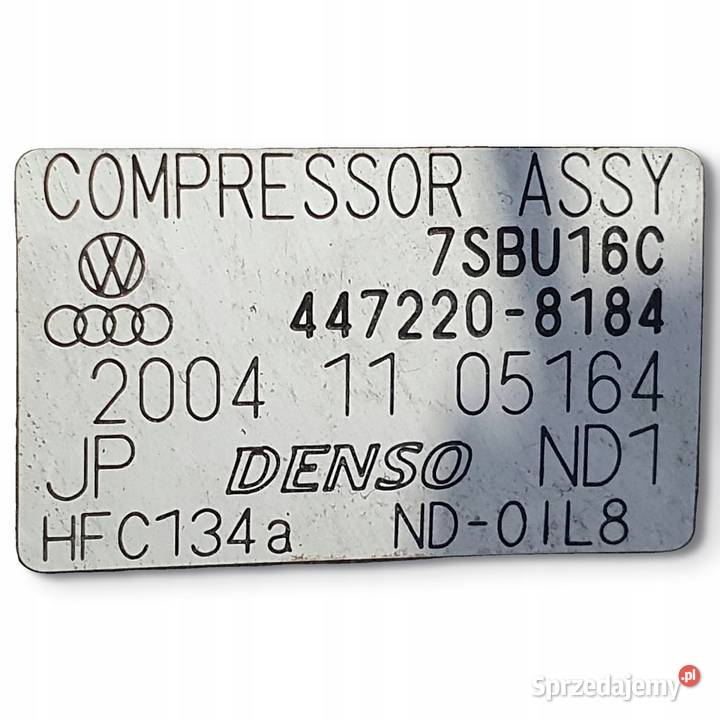 COMPRESSOR ASSY
7SBU16C
447220-8184
2004 11 05164
JP DENSO ND1
HFC134a ND-OIL8
Sprzedajemy.pl